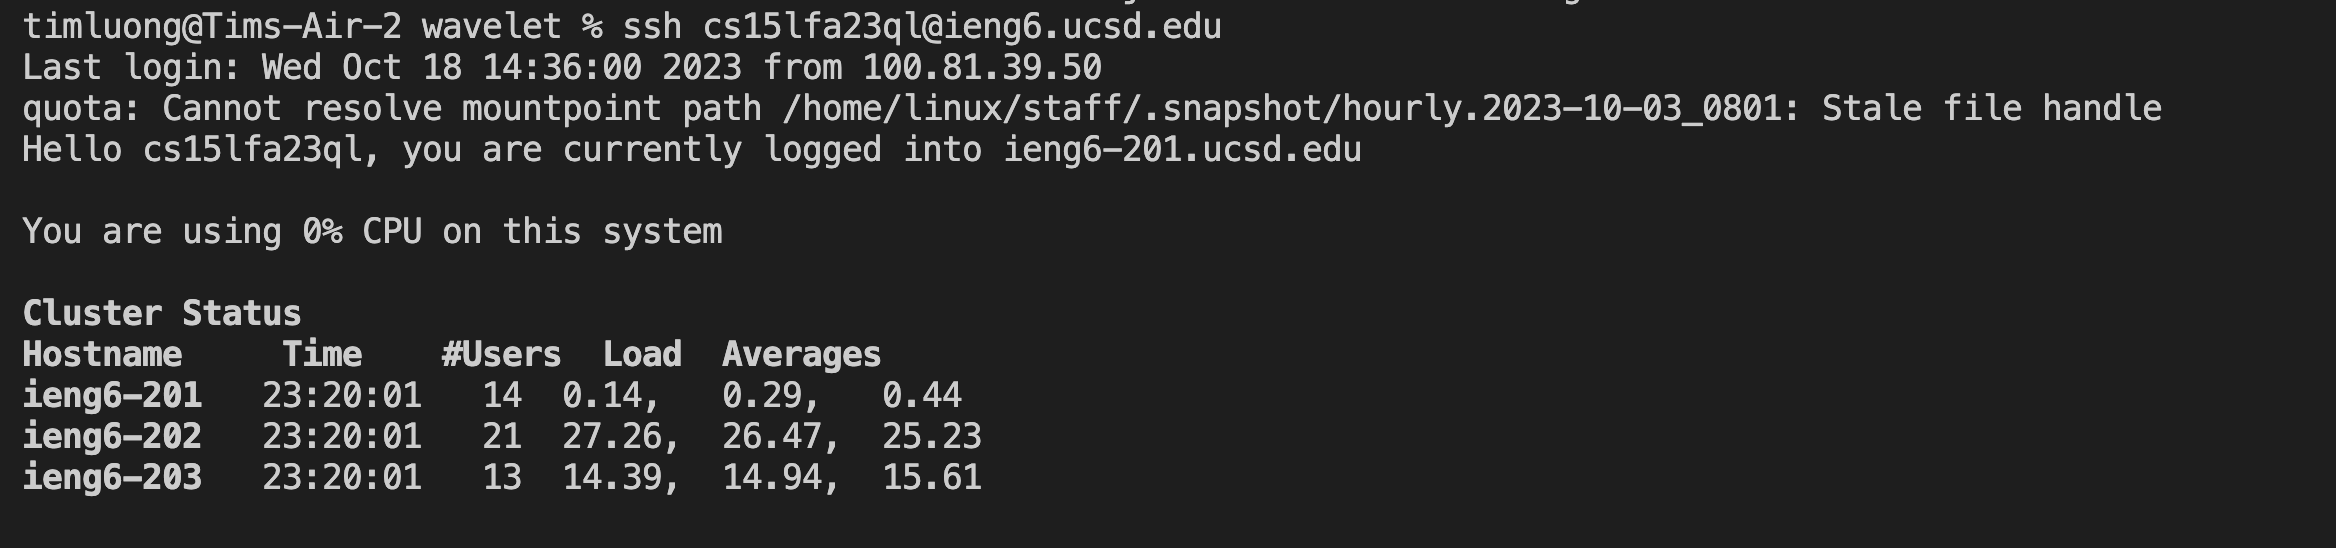 timluong@Tims-Air-2 wavelet % ssh cs15lfa23ql@ieng6.ucsd.edu
Last login: Wed Oct 18 14:36:00 2023 from 100.81.39.50
quota: Cannot resolve mountpoint path /home/linux/staff/.snapshot/hourly.2023-10-03_0801: Stale file handle
Hello cs15lfa23ql, you are currently logged into ieng6-201.ucsd.edu
You are using 0% CPU on this system
Cluster Status
Hostname     Time    #Users  Load  Averages
ieng6-201   23:20:01   14  0.14,   0.29,   0.44
ieng6-202   23:20:01   21  27.26,  26.47,  25.23
ieng6-203   23:20:01   13  14.39,  14.94,  15.61